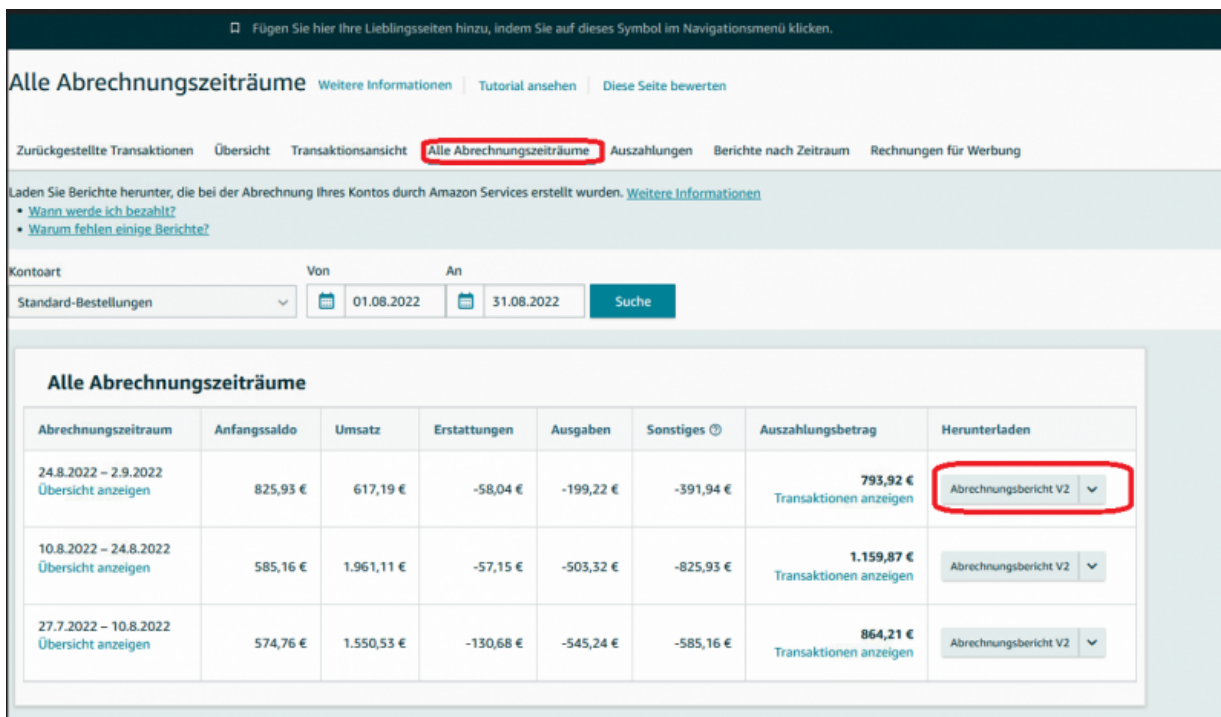 Fügen Sie hier Ihre Lieblingsseiten hinzu, indem Sie auf dieses Symbol im Navigationsmenü klicken.
Alle Abrechnungszeiträume Weitere Informationen Tutorial ansehen Diese Seite bewerten
Zurückgestellte Transaktionen Übersicht Transaktionsansicht Alle Abrechnungszeiträume Auszahlungen Berichte nach Zeitraum Rechnungen für Werbung
Laden Sie Berichte herunter, die bei der Abrechnung Ihres Kontos durch Amazon Services erstellt wurden. Weitere Informationen
• Wann werde ich bezahlt?
• Warum fehlen einige Berichte?
Kontoart Von An
Standard-Bestellungen 01.08.2022 31.08.2022 Suche
Alle Abrechnungszeiträume
Abrechnungszeitraum Anfangssaldo Umsatz Erstattungen Ausgaben Sonstiges Auszahlungsbetrag Herunterladen
24.8.2022 – 2.9.2022
Übersicht anzeigen 825,93 € 617,19 € -58,04 € -199,22 € -391,94 € 793,92 €
Transaktionen anzeigen Abrechnungsbericht V2
10.8.2022 – 24.8.2022
Übersicht anzeigen 585,16 € 1.961,11 € -57,15 € -503,32 € -825,93 € 1.159,87 €
Transaktionen anzeigen Abrechnungsbericht V2
27.7.2022 – 10.8.2022
Übersicht anzeigen 574,76 € 1.550,53 € -130,68 € -545,24 € -585,16 € 864,21 €
Transaktionen anzeigen Abrechnungsbericht V2